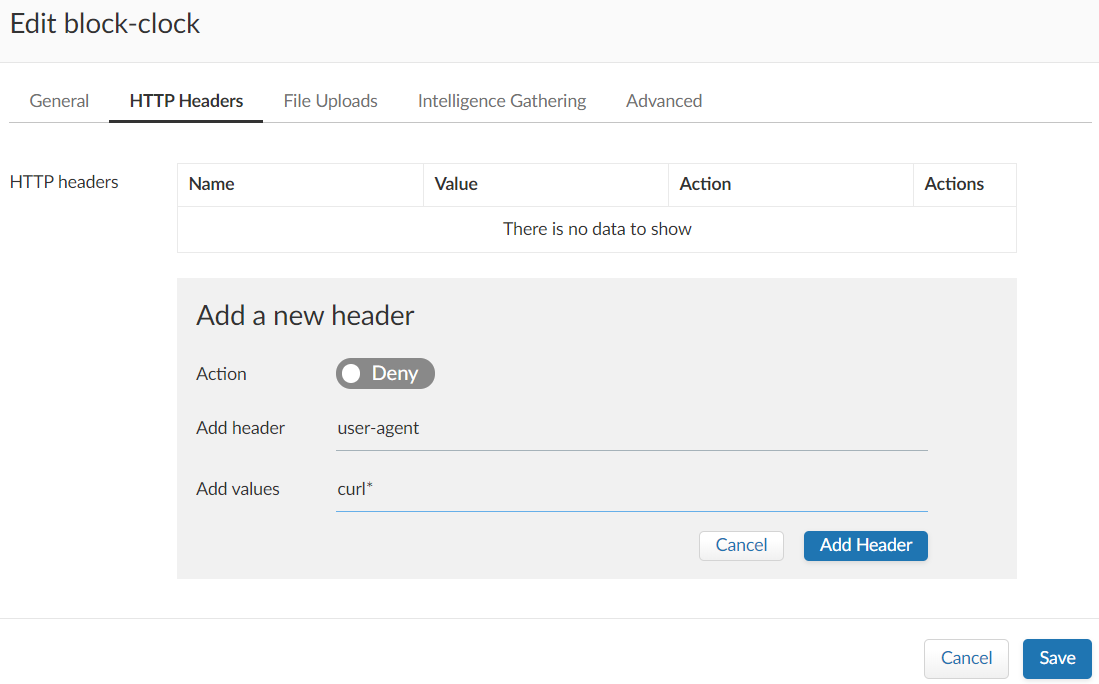 Edit block-clock
General HTTP Headers File Uploads Intelligence Gathering Advanced
HTTP headers
Name Value Action Actions
There is no data to show
Add a new header
Action Deny
Add header user-agent
Add values curl*
Cancel Add Header
Cancel Save